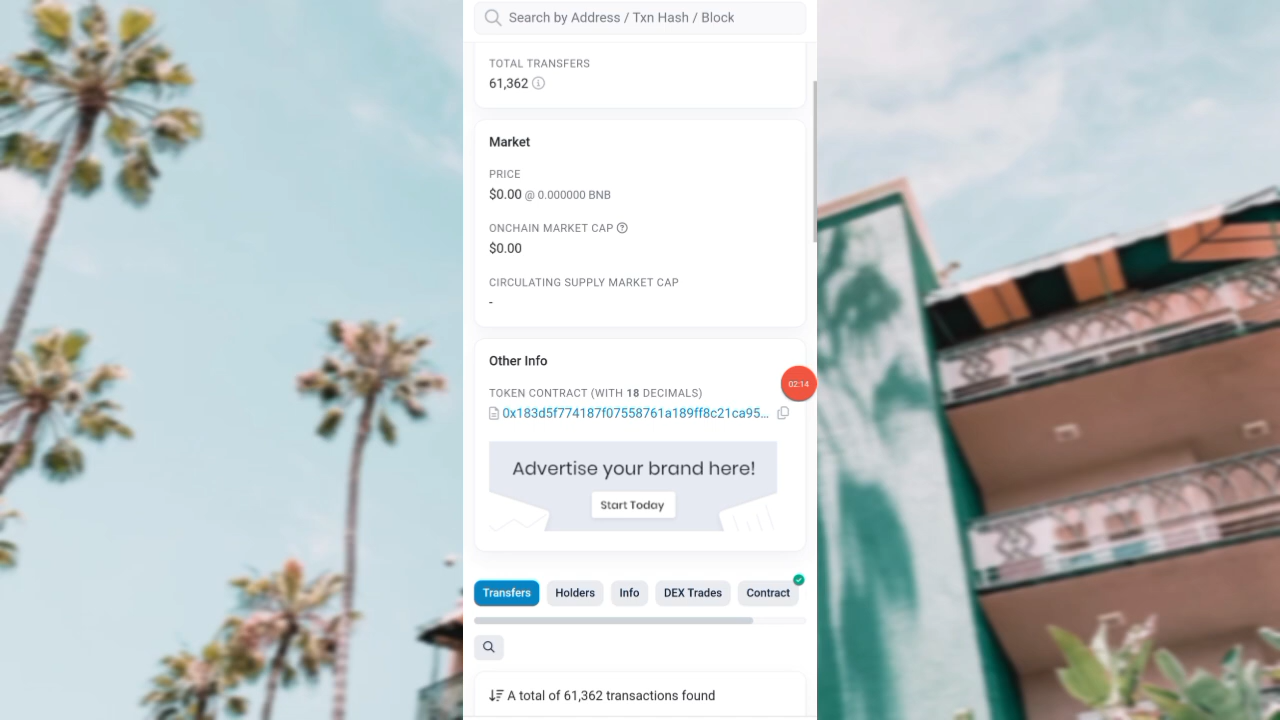 Search by Address / Txn Hash / Block
TOTAL TRANSFERS
61,362
Market
PRICE
$0.00 @ 0.000000 BNB
ONCHAIN MARKET CAP
$0.00
CIRCULATING SUPPLY MARKET CAP
-
Other Info
02:14
TOKEN CONTRACT (WITH 18 DECIMALS)
0x183d5f774187f07558761a189ff8c21ca95...
Advertise your brand here!
Start Today
Transfers Holders Info DEX Trades Contract
A total of 61,362 transactions found